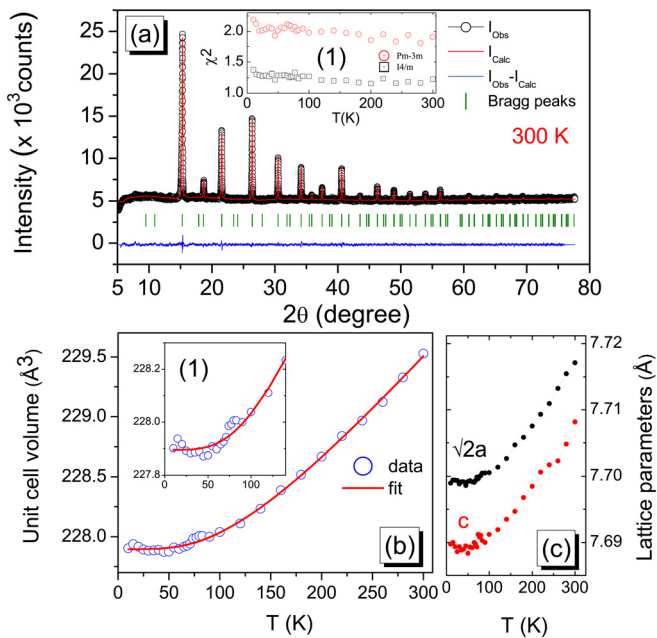 (a)
Intensity (x 10³counts)
25
20
15
10
5
0
5 10 20 30 40 50 60 70 80
2θ (degree)
χ2
2.0
1.5
1.0
0 100 200 300
T(K)
(1)
Pm-3m
I4/m
I_Obs
I_Calc
I_Obs-I_Calc
Bragg peaks
300 K
Unit cell volume (Å³)
229.5
229.0
228.5
228.0
0 50 100 150 200 250 300
T (K)
(1)
228.2
228.0
227.8
0 50 100
data
fit
(b)
√2a
c
(c)
7.72
7.71
7.70
7.69
Lattice parameters (Å)
0 100 200 300
T (K)